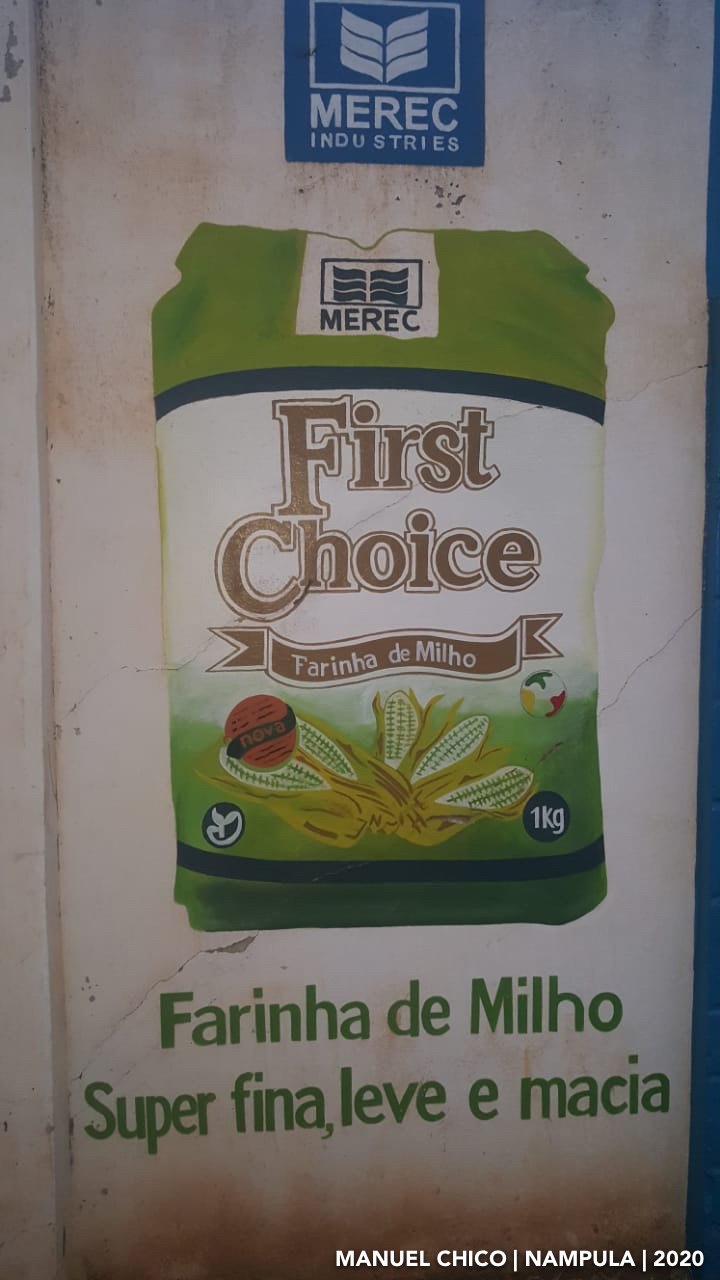 MEREC
INDUSTRIES
MEREC
First
Choice
Farinha de Milho
nova
1Kg
Farinha de Milho
Super fina, leve e macia
MANUEL CHICO | NAMPULA | 2020